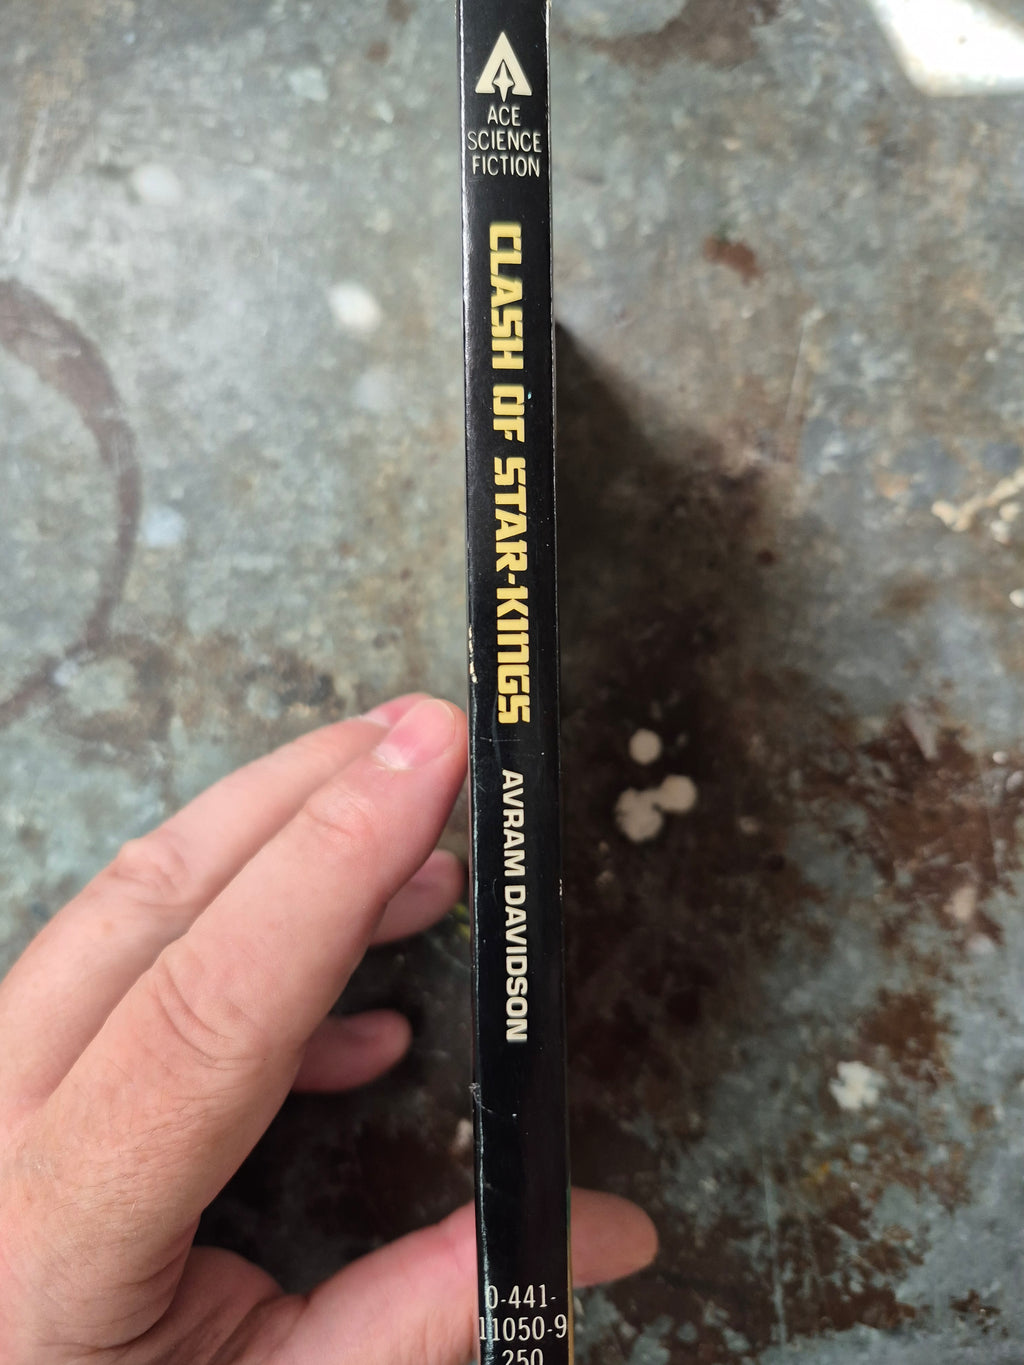 ACE
SCIENCE
FICTION
CLASH OF STAR-KINGS
AVRAM DAVIDSON
0-441-
11050-9
250